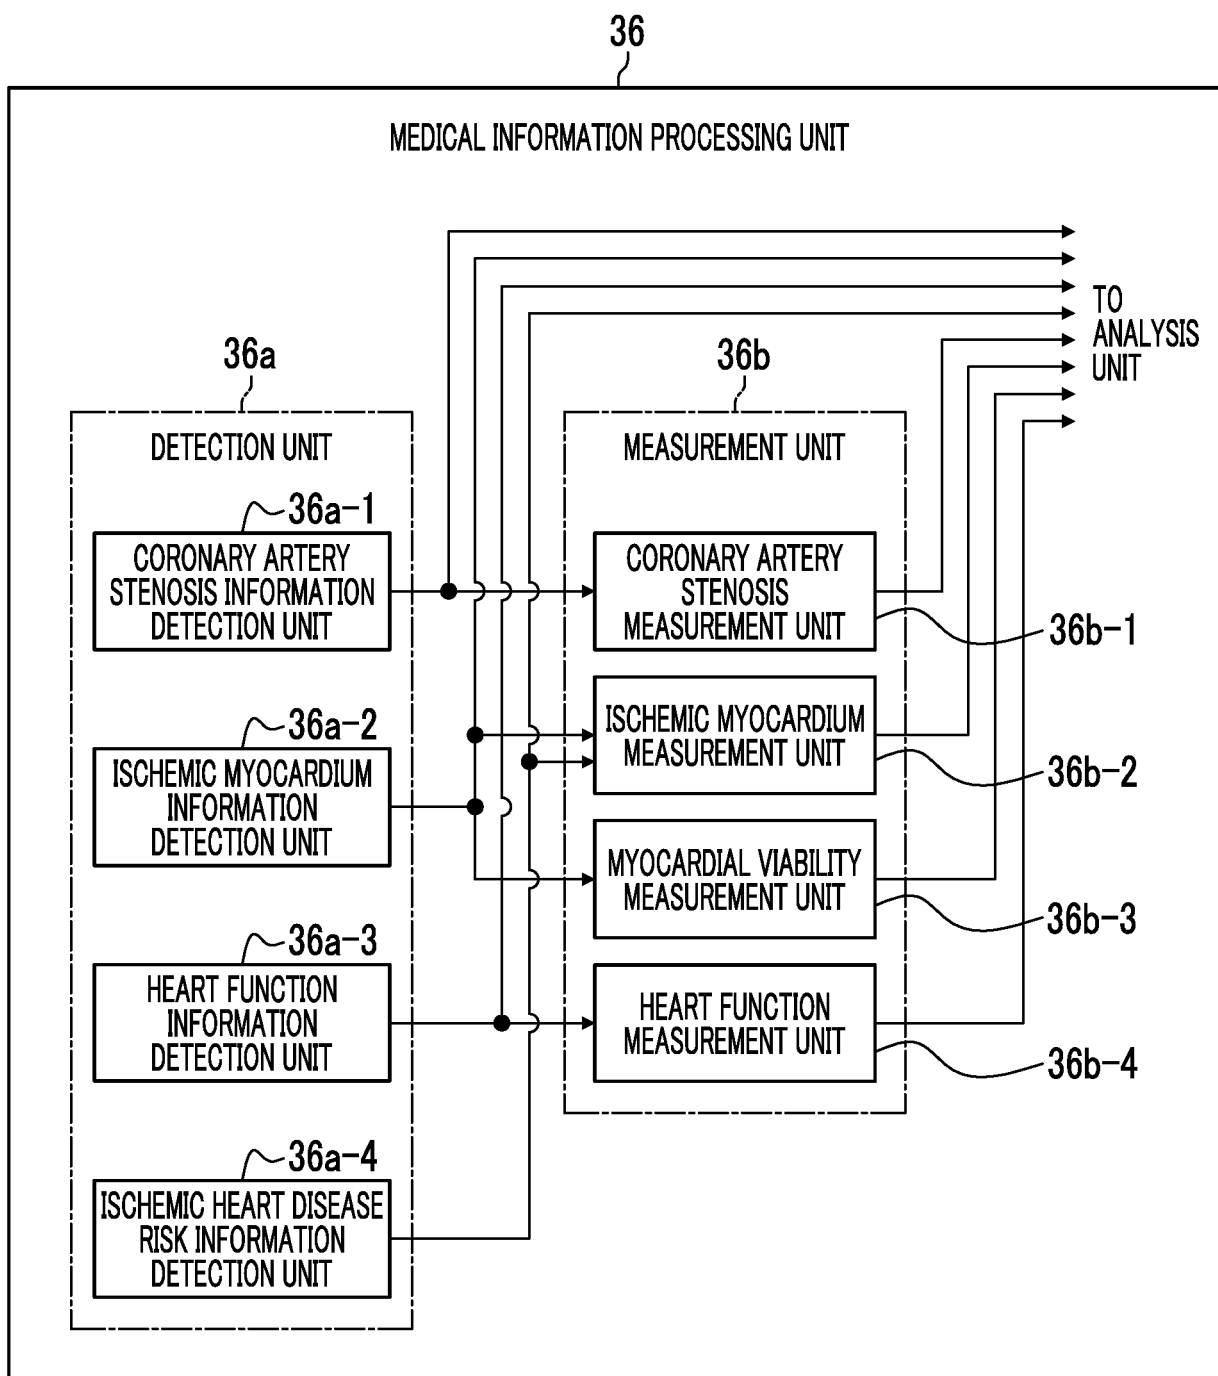 36
MEDICAL INFORMATION PROCESSING UNIT
TO
ANALYSIS
UNIT
36a
DETECTION UNIT
36a-1
CORONARY ARTERY
STENOSIS INFORMATION
DETECTION UNIT
36a-2
ISCHEMIC MYOCARDIUM
INFORMATION
DETECTION UNIT
36a-3
HEART FUNCTION
INFORMATION
DETECTION UNIT
36a-4
ISCHEMIC HEART DISEASE
RISK INFORMATION
DETECTION UNIT
36b
MEASUREMENT UNIT
CORONARY ARTERY
STENOSIS
MEASUREMENT UNIT
36b-1
ISCHEMIC MYOCARDIUM
MEASUREMENT UNIT
36b-2
MYOCARDIAL VIABILITY
MEASUREMENT UNIT
36b-3
HEART FUNCTION
MEASUREMENT UNIT
36b-4